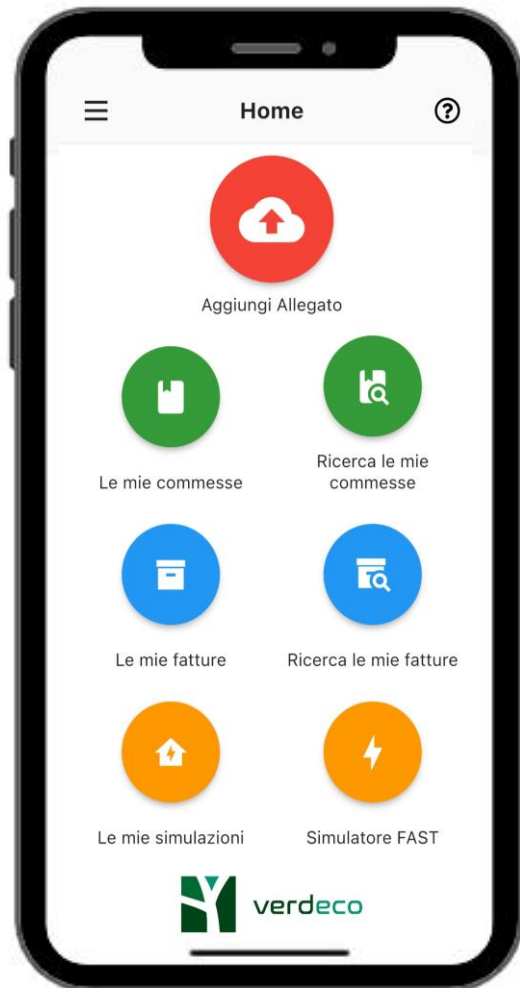 Home
Aggiungi Allegato
Le mie commesse
Ricerca le mie
commesse
Le mie fatture
Ricerca le mie fatture
Le mie simulazioni
Simulatore FAST
verdeco